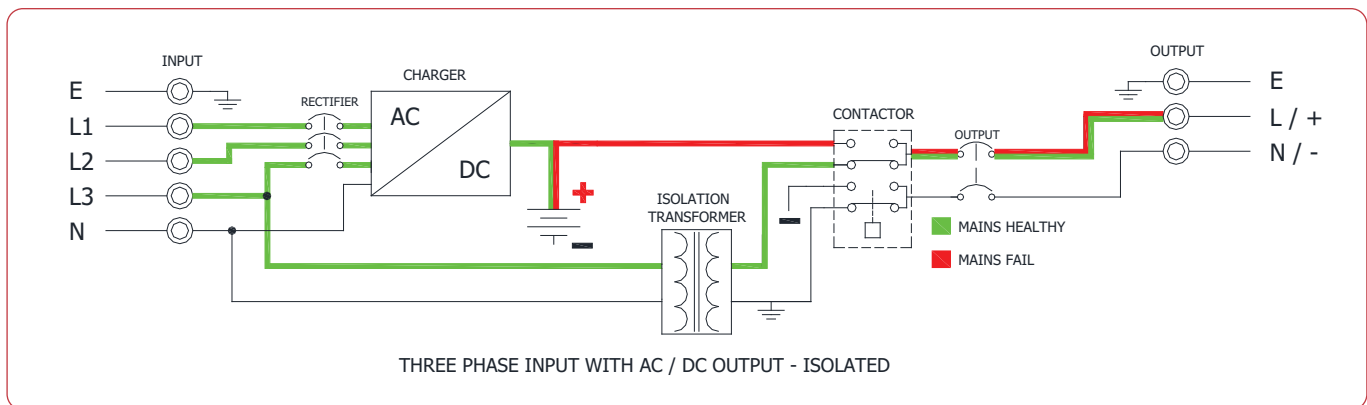 INPUT
OUTPUT
E
CHARGER
E
RECTIFIER
L1
AC
CONTACTOR
L / +
OUTPUT
L2
N / -
DC
+
L3
ISOLATION
TRANSFORMER
-
N
-
MAINS HEALTHY
MAINS FAIL
THREE PHASE INPUT WITH AC / DC OUTPUT - ISOLATED